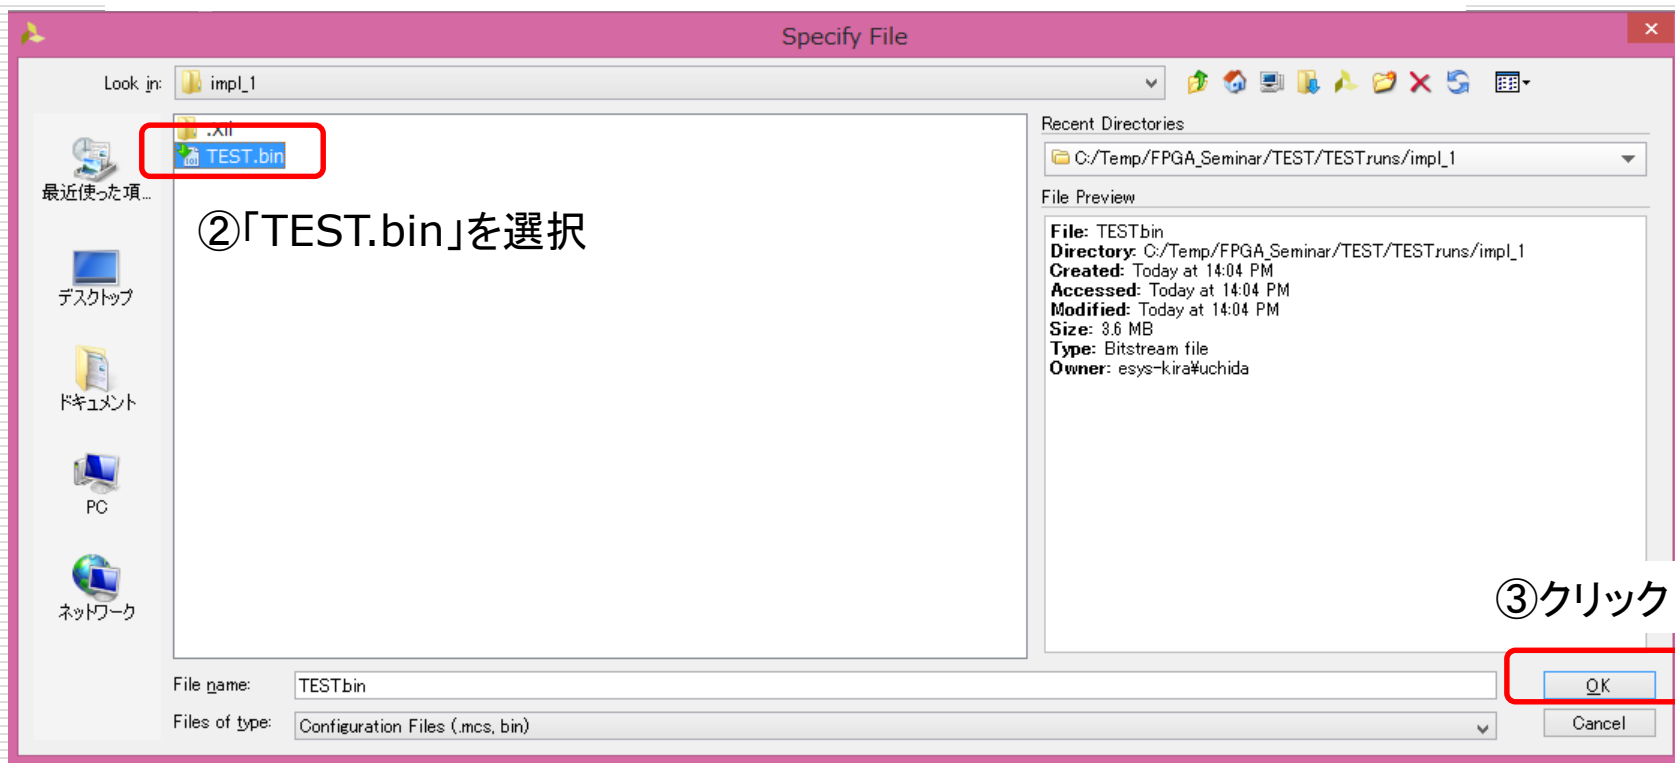 Specify File
Look in: impl_1
.Xil
TEST.bin
②「TEST.bin」を選択
最近使った項...
デスクトップ
ドキュメント
PC
ネットワーク
Recent Directories
C:/Temp/FPGA_Seminar/TEST/TEST.runs/impl_1
File Preview
File: TEST.bin
Directory: C:/Temp/FPGA_Seminar/TEST/TEST.runs/impl_1
Created: Today at 14:04 PM
Accessed: Today at 14:04 PM
Modified: Today at 14:04 PM
Size: 3.6 MB
Type: Bitstream file
Owner: esys-kira¥uchida
③クリック
File name: TEST.bin
OK
Files of type: Configuration Files (.mcs, bin)
Cancel